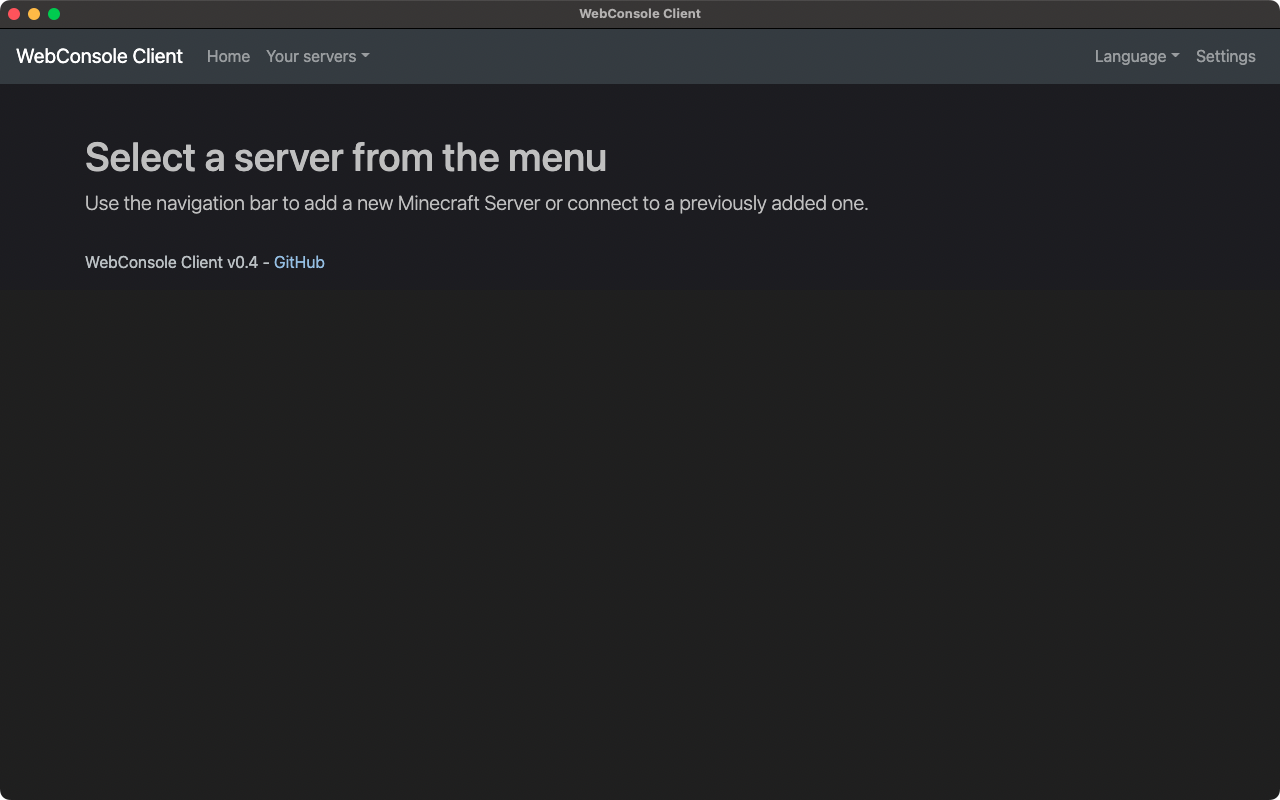 WebConsole Client
WebConsole Client Home Your servers Language Settings
Select a server from the menu
Use the navigation bar to add a new Minecraft Server or connect to a previously added one.
WebConsole Client v0.4 - GitHub